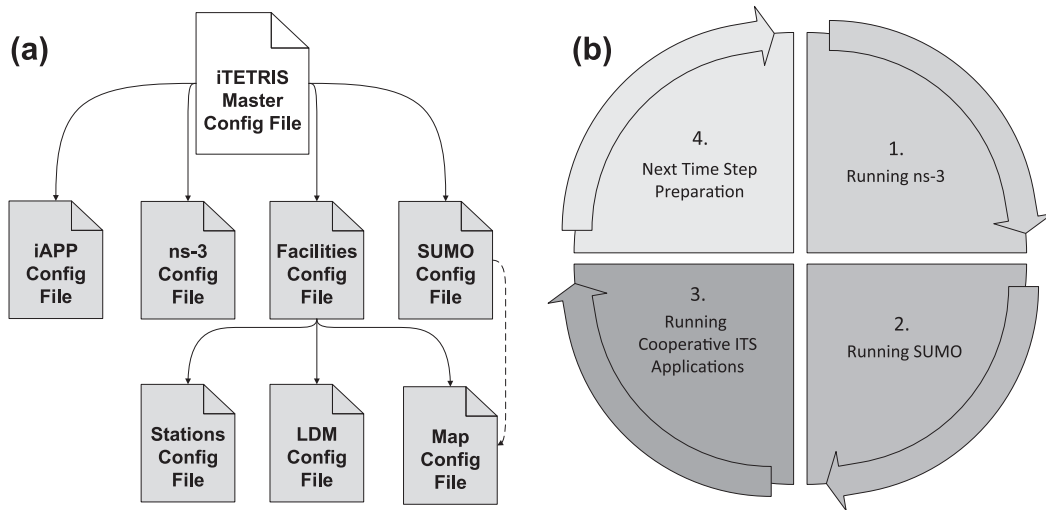 (a)
iTETRIS
Master
Config File
iAPP
Config
File
ns-3
Config
File
Facilities
Config
File
SUMO
Config
File
Stations
Config
File
LDM
Config
File
Map
Config
File
(b)
4.
Next Time Step
Preparation
1.
Running ns-3
3.
Running
Cooperative ITS
Applications
2.
Running SUMO